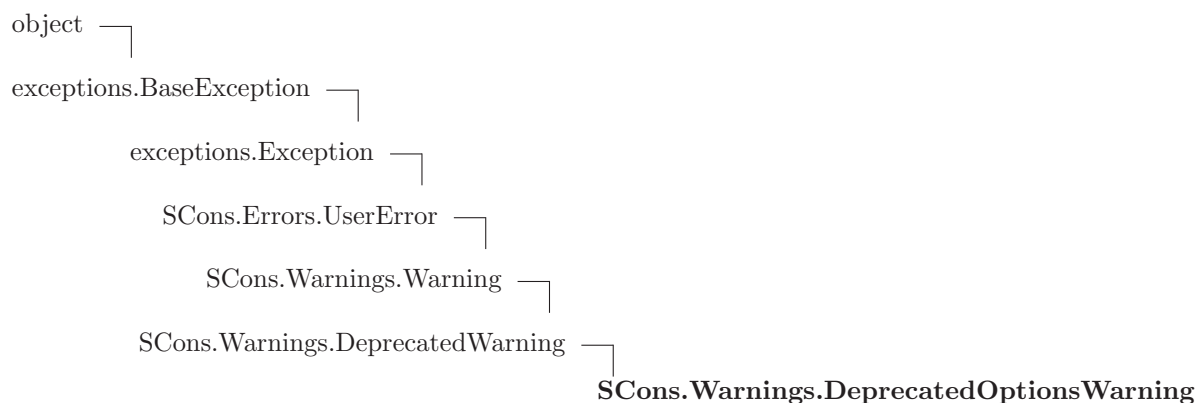 object
exceptions.BaseException
exceptions.Exception
SCons.Errors.UserError
SCons.Warnings.Warning
SCons.Warnings.DeprecatedWarning
SCons.Warnings.DeprecatedOptionsWarning